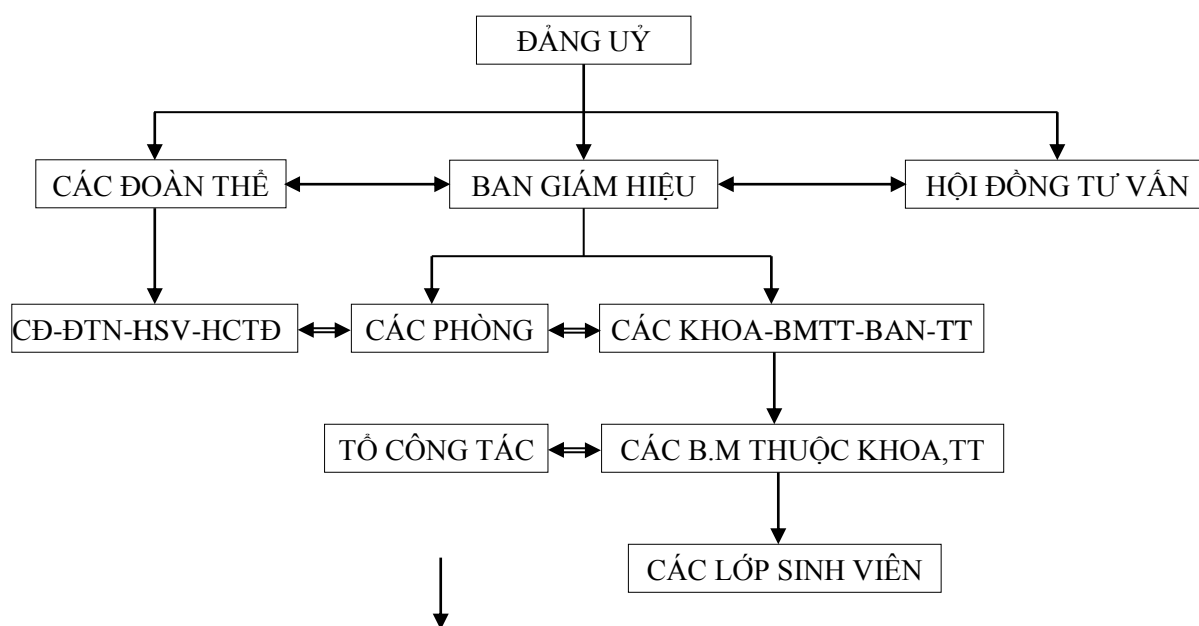 ĐẢNG UỶ
CÁC ĐOÀN THỂ
BAN GIÁM HIỆU
HỘI ĐỒNG TƯ VẤN
CĐ-ĐTN-HSV-HCTĐ
CÁC PHÒNG
CÁC KHOA-BMTT-BAN-TT
TỔ CÔNG TÁC
CÁC B.M THUỘC KHOA,TT
CÁC LỚP SINH VIÊN